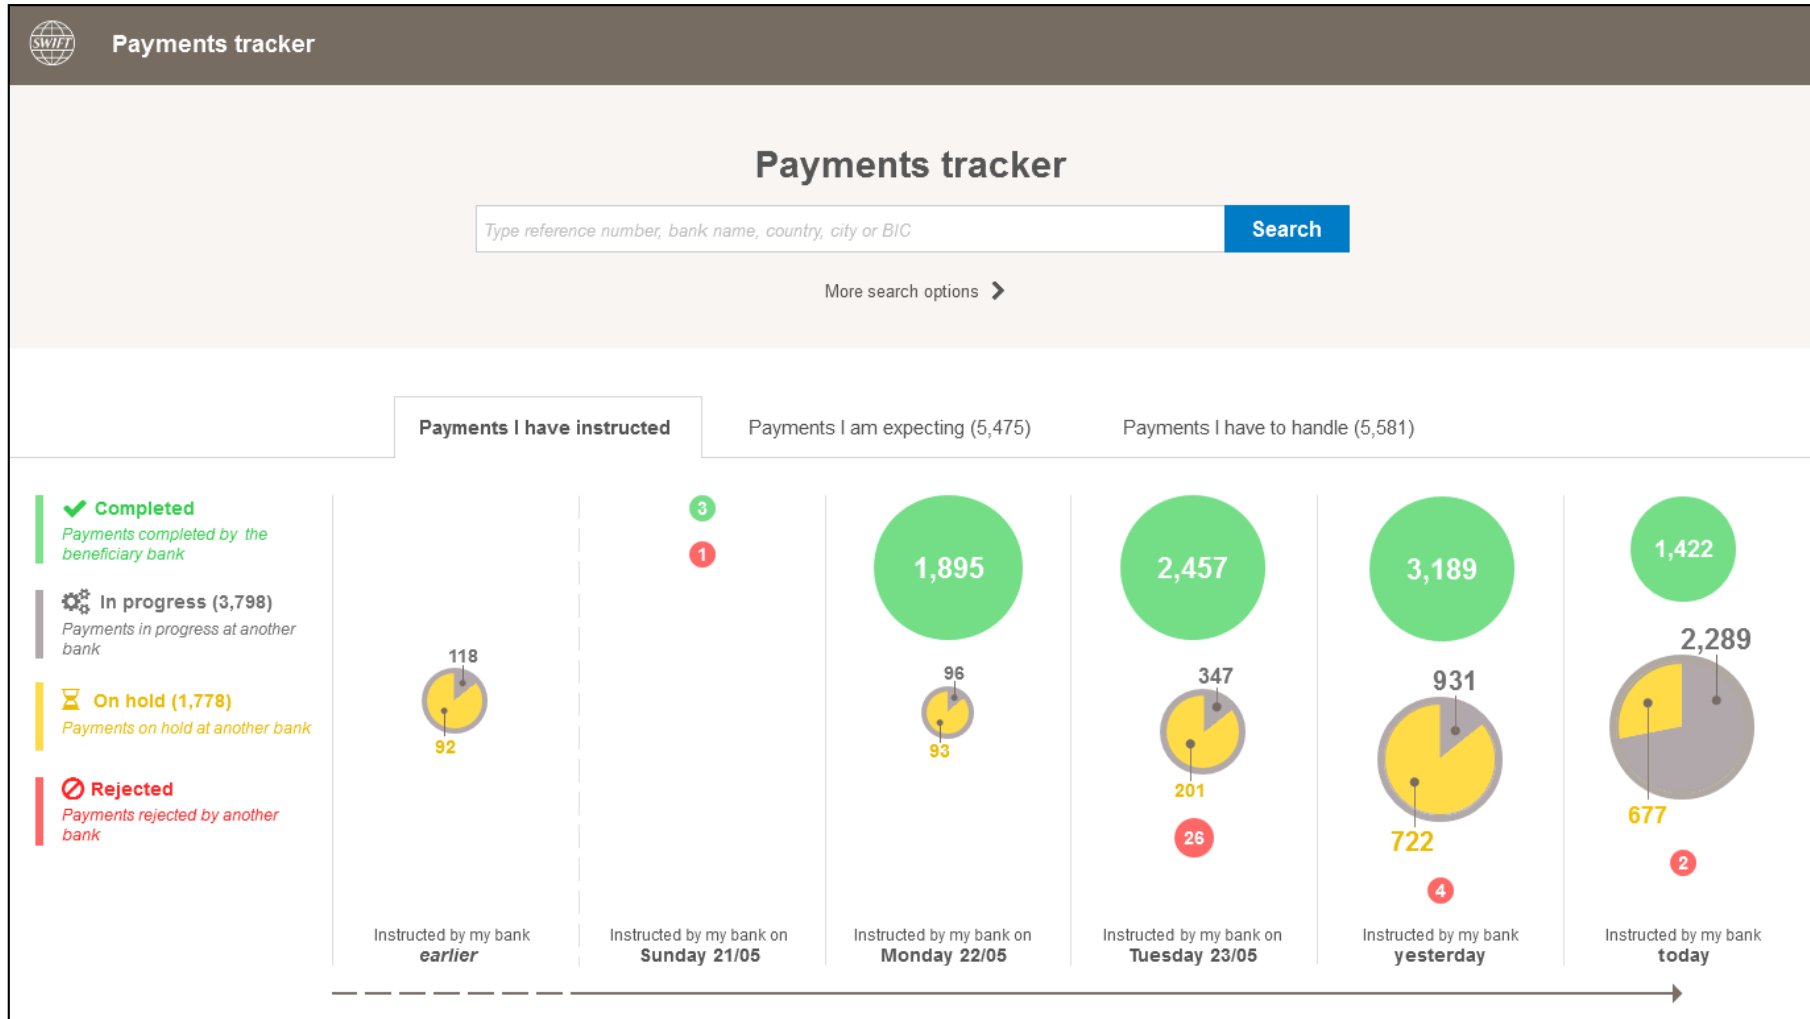 SWIFT
Payments tracker
Payments tracker
Type reference number, bank name, country, city or BIC
Search
More search options
Payments I have instructed
Payments I am expecting (5,475)
Payments I have to handle (5,581)
Completed
Payments completed by the
beneficiary bank
In progress (3,798)
Payments in progress at another
bank
On hold (1,778)
Payments on hold at another bank
Rejected
Payments rejected by another
bank
118
92
Instructed by my bank
earlier
3
1
Instructed by my bank on
Sunday 21/05
1,895
96
93
Instructed by my bank on
Monday 22/05
2,457
347
201
26
Instructed by my bank on
Tuesday 23/05
3,189
931
722
4
Instructed by my bank
yesterday
1,422
2,289
677
2
Instructed by my bank
today